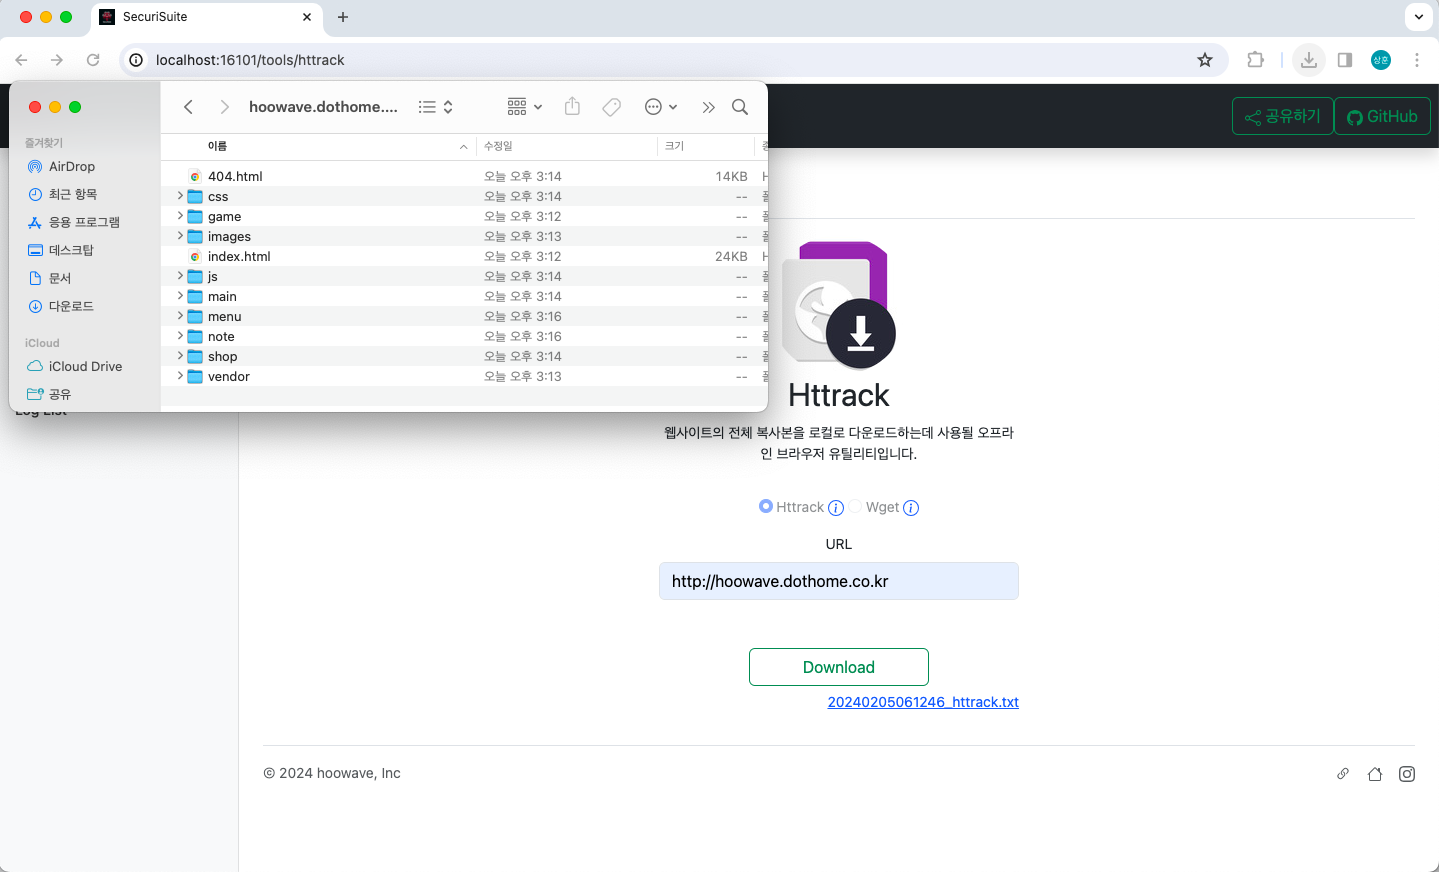 SecuriSuite
localhost:16101/tools/httrack
hoowave.dothome....
공유하기
GitHub
즐겨찾기
AirDrop
최근 항목
응용 프로그램
데스크탑
문서
다운로드
iCloud
iCloud Drive
공유
이름 수정일 크기
404.html 오늘 오후 3:14 14KB
css 오늘 오후 3:14 --
game 오늘 오후 3:12 --
images 오늘 오후 3:13 --
index.html 오늘 오후 3:12 24KB
js 오늘 오후 3:14 --
main 오늘 오후 3:14 --
menu 오늘 오후 3:16 --
note 오늘 오후 3:16 --
shop 오늘 오후 3:14 --
vendor 오늘 오후 3:13 --
Log List
Httrack
웹사이트의 전체 복사본을 로컬로 다운로드하는데 사용될 오프라
인 브라우저 유틸리티입니다.
Httrack Wget
URL
http://hoowave.dothome.co.kr
Download
20240205061246_httrack.txt
© 2024 hoowave, Inc